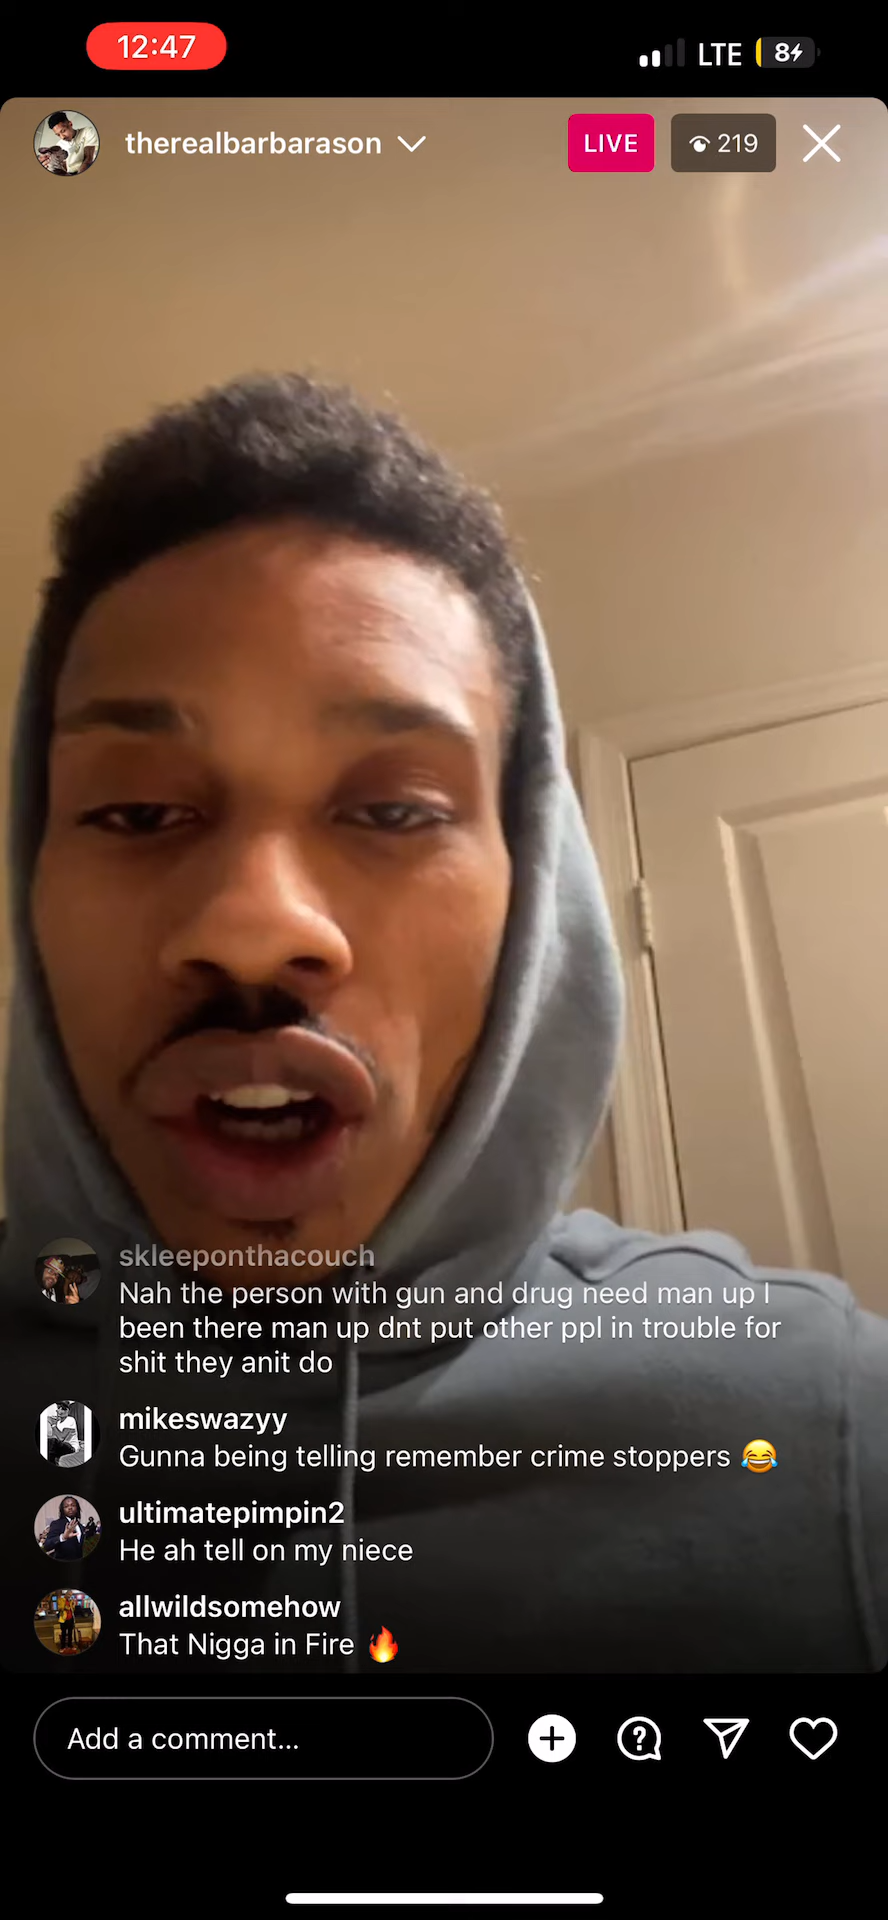 12:47
LTE
8
therealbarbarason
LIVE
219
skleeponthacouch
Nah the person with gun and drug need man up I
been there man up dnt put other ppl in trouble for
shit they anit do
mikeswazyy
Gunna being telling remember crime stoppers 😂
ultimatepimpin2
He ah tell on my niece
allwildsomehow
That Nigga in Fire 🔥
Add a comment...